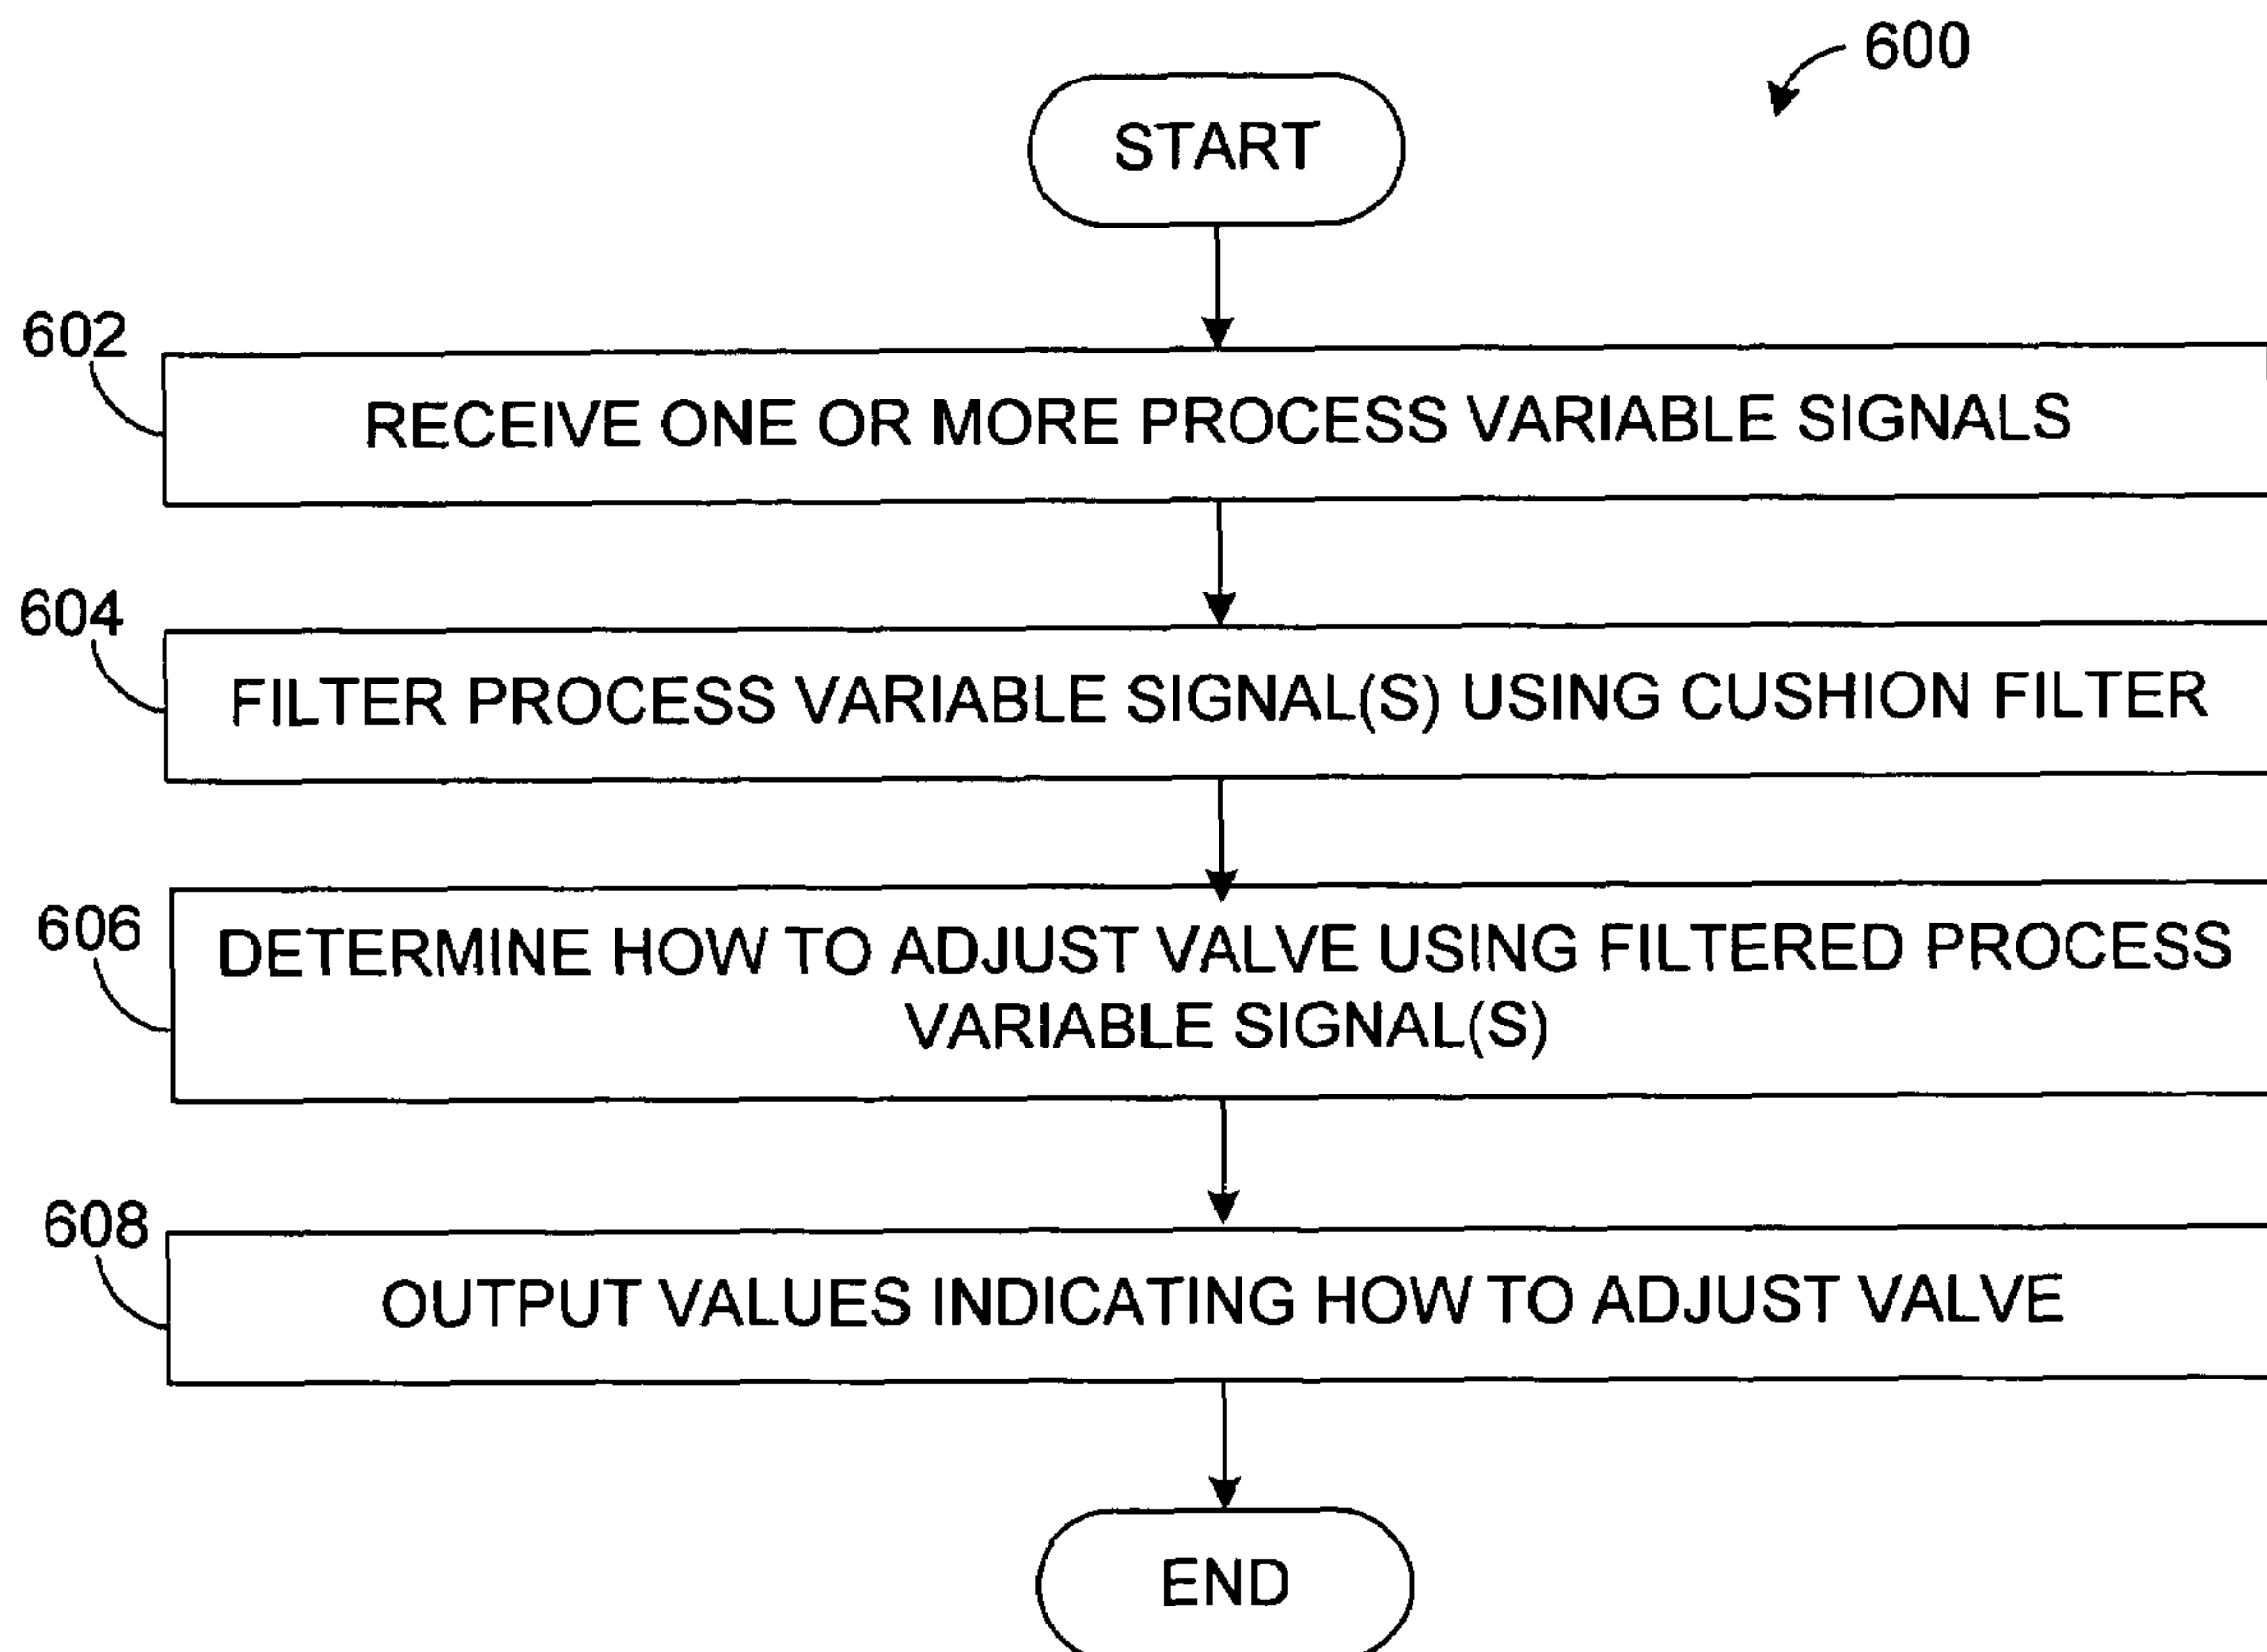 600
START
602
RECEIVE ONE OR MORE PROCESS VARIABLE SIGNALS
604
FILTER PROCESS VARIABLE SIGNAL(S) USING CUSHION FILTER
606
DETERMINE HOW TO ADJUST VALVE USING FILTERED PROCESS
VARIABLE SIGNAL(S)
608
OUTPUT VALUES INDICATING HOW TO ADJUST VALVE
END